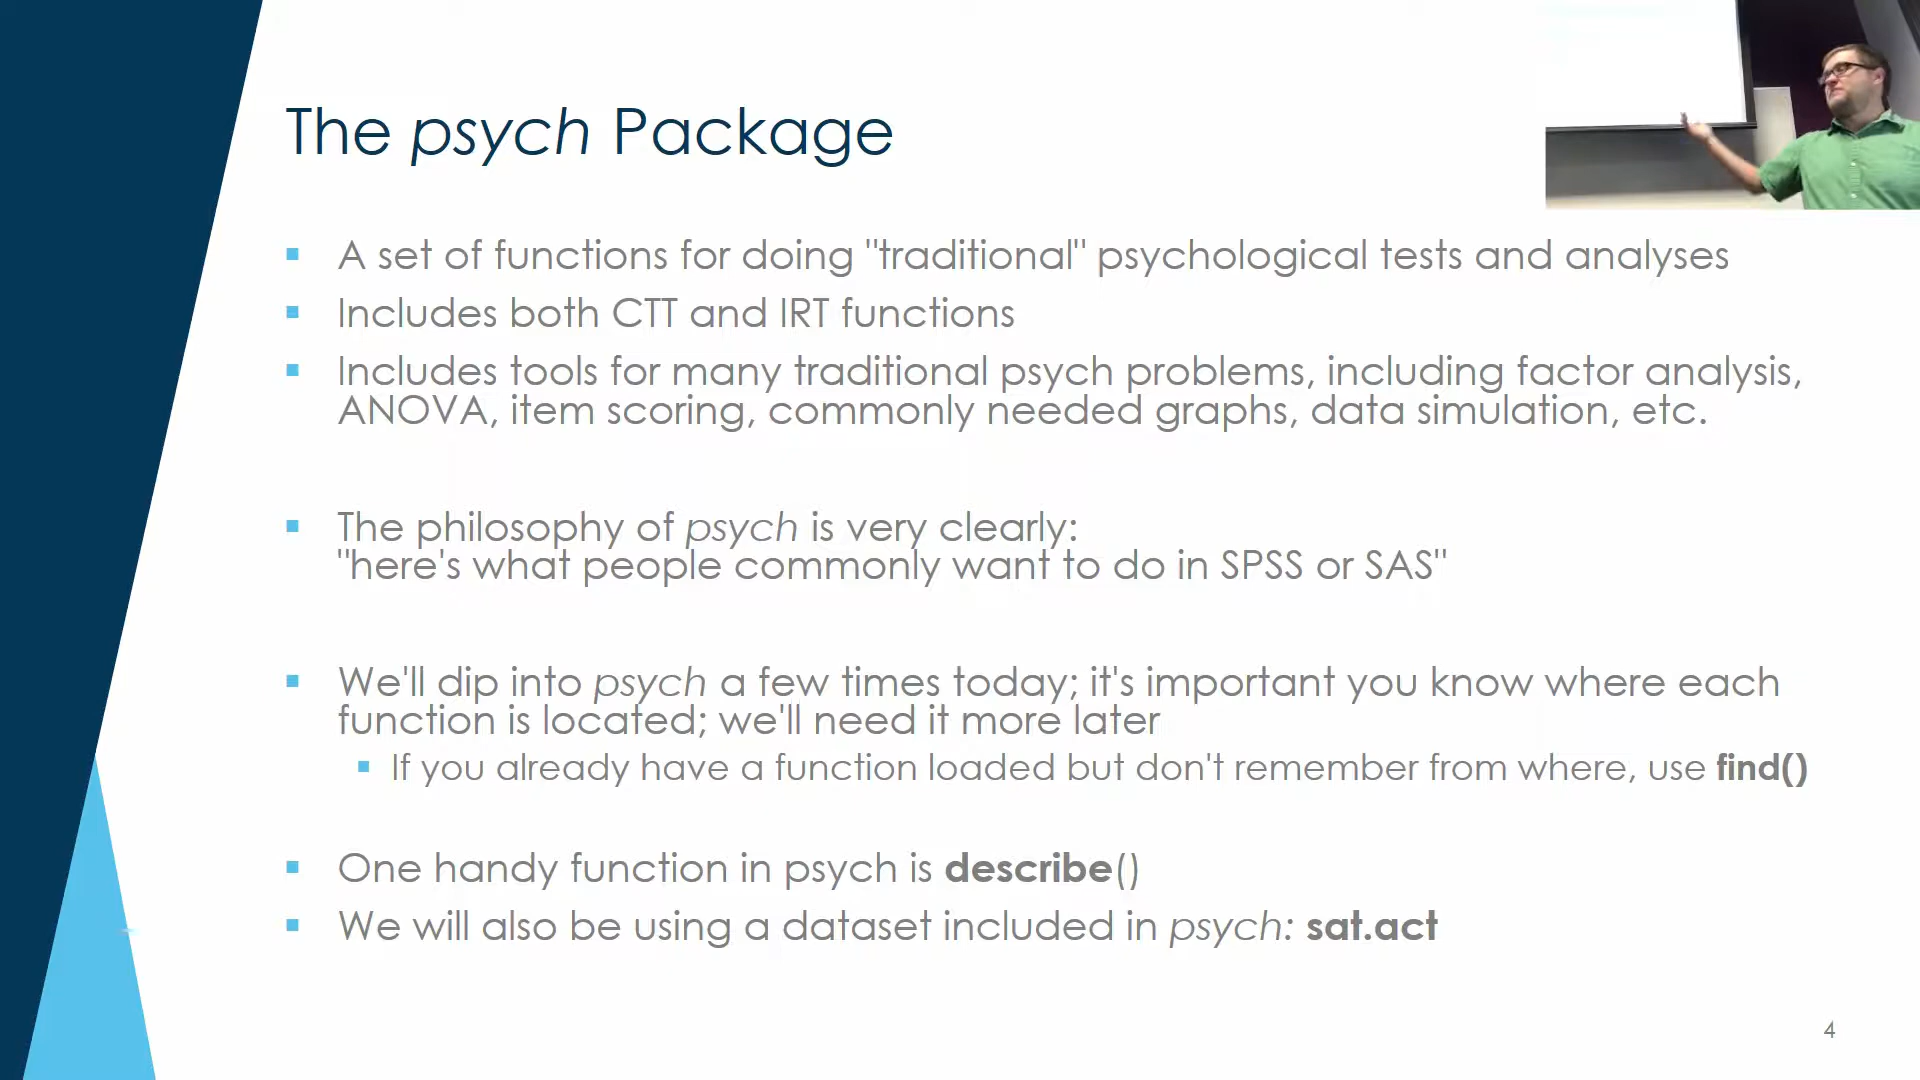 The psych Package
A set of functions for doing "traditional" psychological tests and analyses
Includes both CTT and IRT functions
Includes tools for many traditional psych problems, including factor analysis,
ANOVA, item scoring, commonly needed graphs, data simulation, etc.
The philosophy of psych is very clearly:
"here's what people commonly want to do in SPSS or SAS"
We'll dip into psych a few times today; it's important you know where each
function is located; we'll need it more later
If you already have a function loaded but don't remember from where, use find()
One handy function in psych is describe()
We will also be using a dataset included in psych: sat.act
4